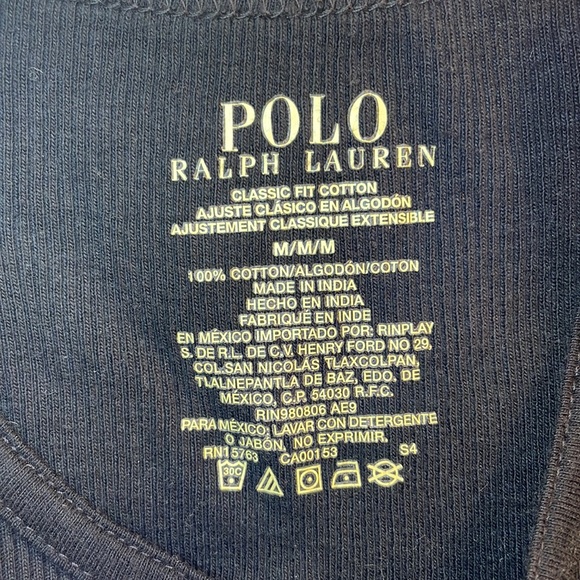 POLO
RALPH LAUREN
CLASSIC FIT COTTON
AJUSTE CLÁSICO EN ALGODÓN
AJUSTEMENT CLASSIQUE EXTENSIBLE
M/M/M
100% COTTON/ALGODÓN/COTON
MADE IN INDIA
HECHO EN INDIA
FABRIQUÉ EN INDE
EN MÉXICO IMPORTADO POR: RINPLAY
S. DE R.L. DE C.V. HENRY FORD NO 29,
COL.SAN NICOLÁS TLAXCOLPAN,
TLALNEPANTLA DE BAZ, EDO. DE
MÉXICO, C.P. 54030 R.F.C.
RIN980806 AE9
PARA MÉXICO: LAVAR CON DETERGENTE
O JABÓN, NO EXPRIMIR.
RN15763 CA00153 S4
30C